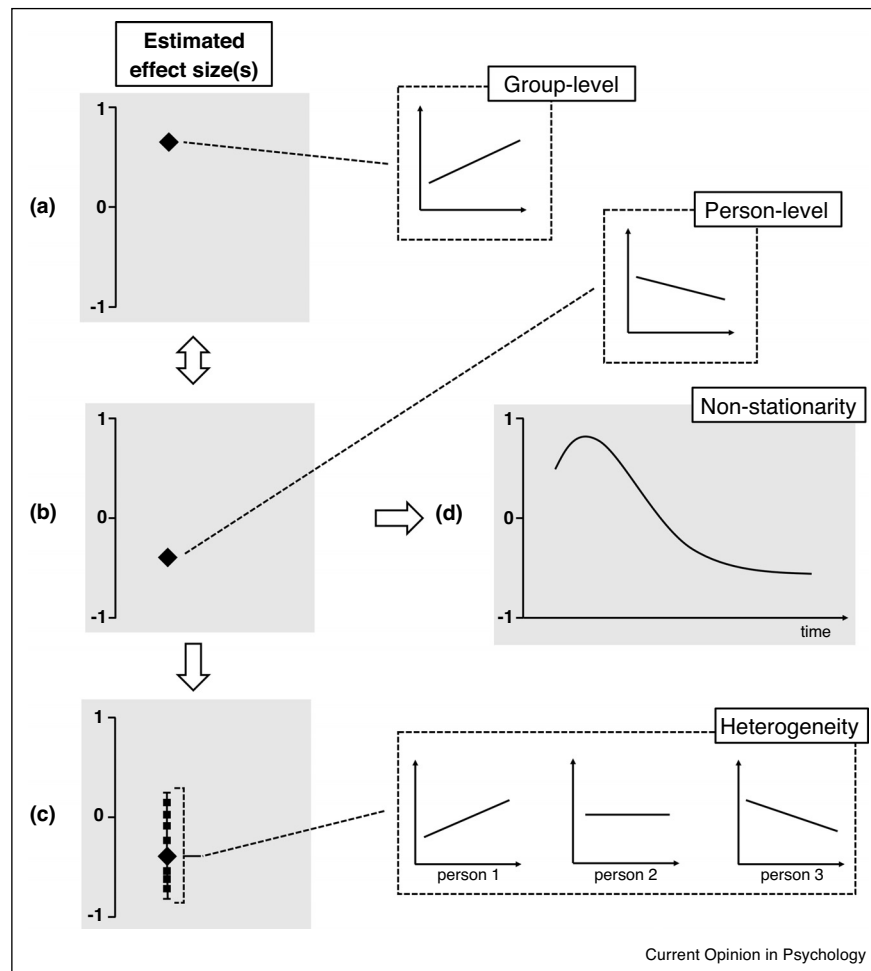 Estimated
effect size(s)
Group-level
1
(a)
0
-1
Person-level
Non-stationarity
1
(b)
0
-1
(d)
1
0
-1
time
Heterogeneity
1
(c)
0
-1
person 1
person 2
person 3
Current Opinion in Psychology